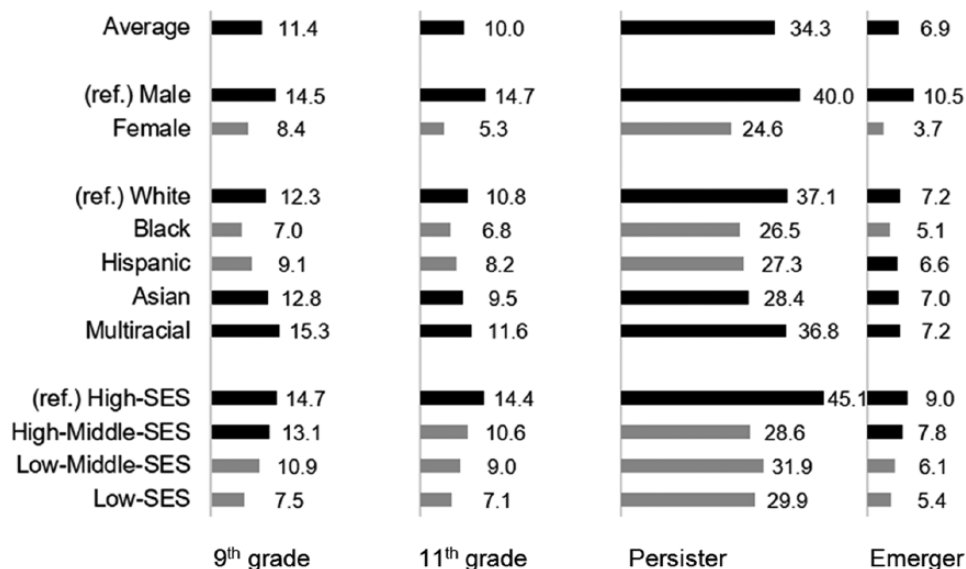 Average 11.4 10.0 34.3 6.9
(ref.) Male 14.5 14.7 40.0 10.5
Female 8.4 5.3 24.6 3.7
(ref.) White 12.3 10.8 37.1 7.2
Black 7.0 6.8 26.5 5.1
Hispanic 9.1 8.2 27.3 6.6
Asian 12.8 9.5 28.4 7.0
Multiracial 15.3 11.6 36.8 7.2
(ref.) High-SES 14.7 14.4 45.1 9.0
High-Middle-SES 13.1 10.6 28.6 7.8
Low-Middle-SES 10.9 9.0 31.9 6.1
Low-SES 7.5 7.1 29.9 5.4
9th grade 11th grade Persister Emerger